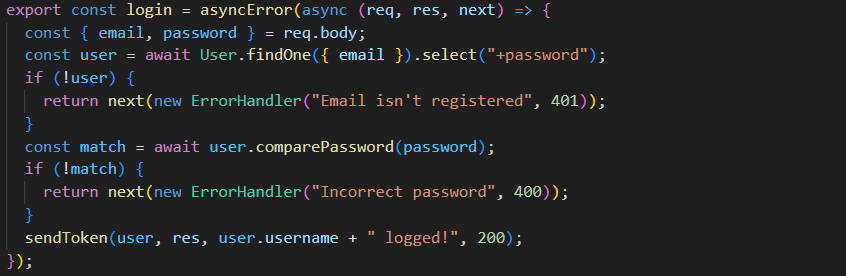 export const login = asyncError(async (req, res, next) => {
  const { email, password } = req.body;
  const user = await User.findOne({ email }).select("+password");
  if (!user) {
    return next(new ErrorHandler("Email isn't registered", 401));
  }
  const match = await user.comparePassword(password);
  if (!match) {
    return next(new ErrorHandler("Incorrect password", 400));
  }
  sendToken(user, res, user.username + " logged!", 200);
});